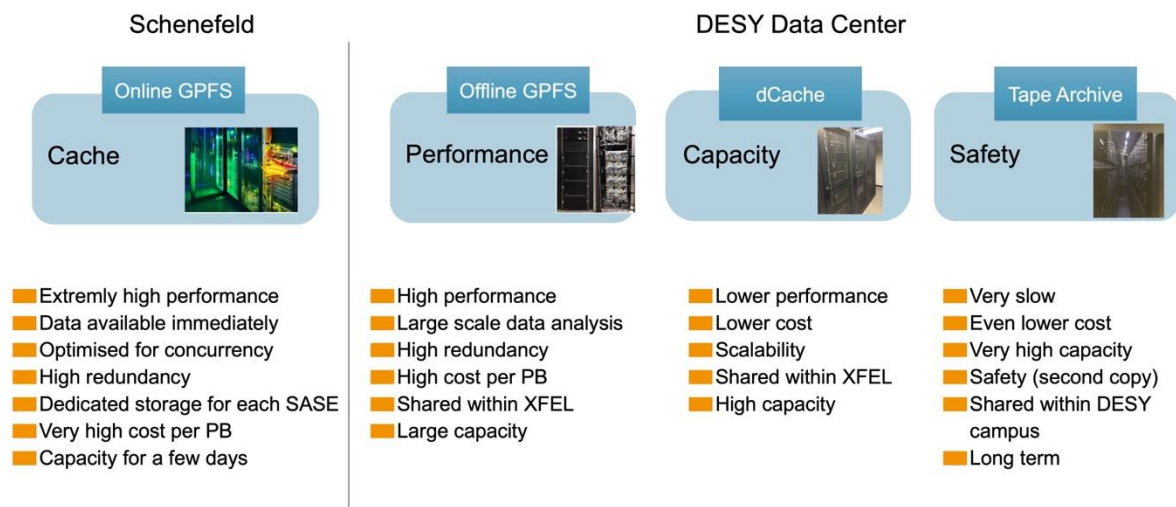 Schenefeld
DESY Data Center
Online GPFS
Cache
Offline GPFS
Performance
dCache
Capacity
Tape Archive
Safety
Extremly high performance
Data available immediately
Optimised for concurrency
High redundancy
Dedicated storage for each SASE
Very high cost per PB
Capacity for a few days
High performance
Large scale data analysis
High redundancy
High cost per PB
Shared within XFEL
Large capacity
Lower performance
Lower cost
Scalability
Shared within XFEL
High capacity
Very slow
Even lower cost
Very high capacity
Safety (second copy)
Shared within DESY
campus
Long term